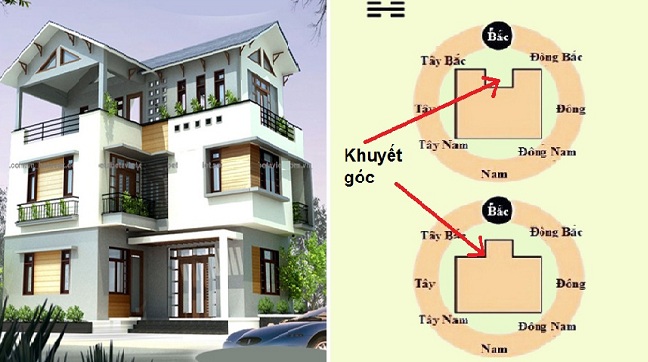 Bắc
Tây Bắc
Đông Bắc
Tây
Đông
Tây Nam
Đông Nam
Nam
Khuyết
góc
Bắc
Tây Bắc
Đông Bắc
Tây
Đông
Tây Nam
Đông Nam
Nam